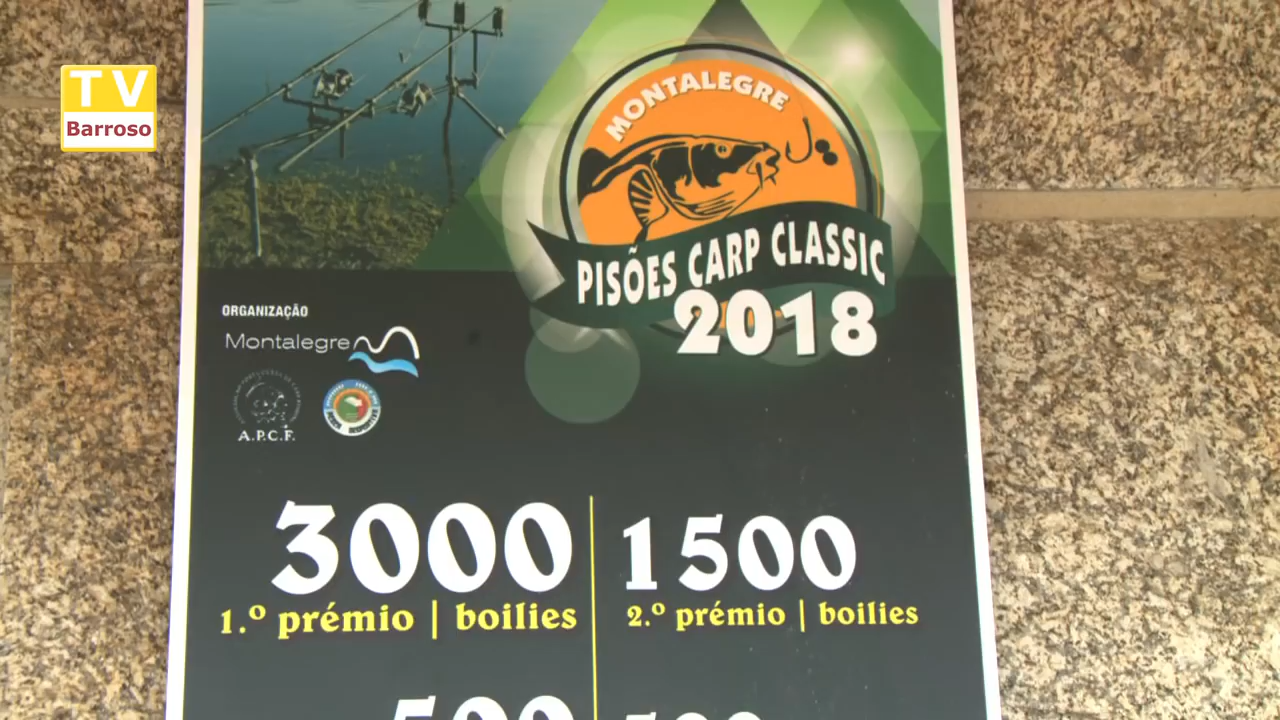 TV
Barroso
MONTALEGRE
PISÕES CARP CLASSIC
2018
ORGANIZAÇÃO
Montalegre
A.P.C.F.
3000
1.º prémio | boilies
1500
2.º prémio | boilies